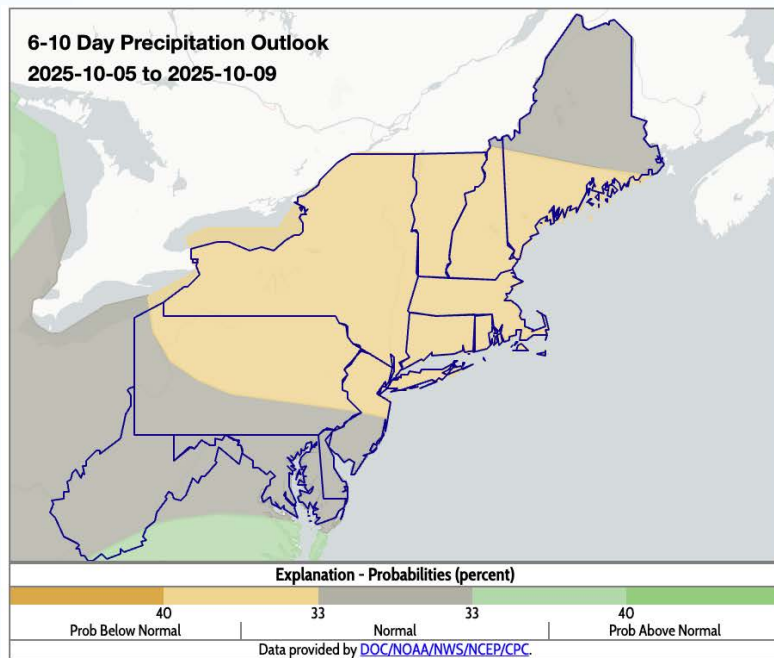 6-10 Day Precipitation Outlook
2025-10-05 to 2025-10-09
Explanation - Probabilities (percent)
40 33 33 40
Prob Below Normal Normal Prob Above Normal
Data provided by DOC/NOAA/NWS/NCEP/CPC.